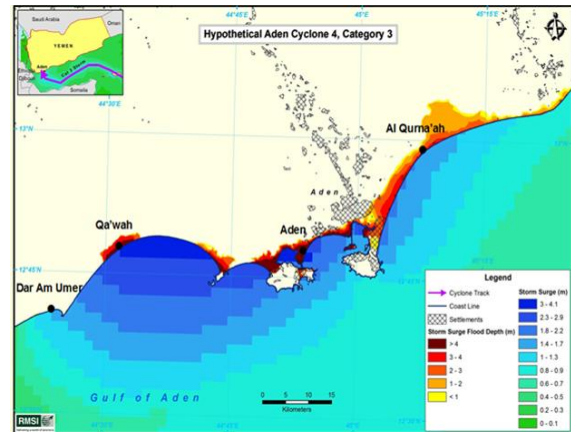 Saudi Arabia
Oman
YEMEN
Aden
Cat 3 Storm
Somalia
Hypothetical Aden Cyclone 4, Category 3
44°30'E
44°45'E
45°E
45°15'E
13°N
Al Qurna'ah
Aden
Qa'wah
Aden
12°45'N
Dar Am Umer
Gulf of Aden
0 5 10 15
Kilometers
RMSI
Legend
Cyclone Track
Coast Line
Settlements
Storm Surge Flood Depth (m)
> 4
3 - 4
2 - 3
1 - 2
< 1
Storm Surge (m)
3 - 4.1
2.3 - 2.9
1.8 - 2.2
1.4 - 1.7
1 - 1.3
0.8 - 0.9
0.6 - 0.7
0.4 - 0.5
0.2 - 0.3
0 - 0.1